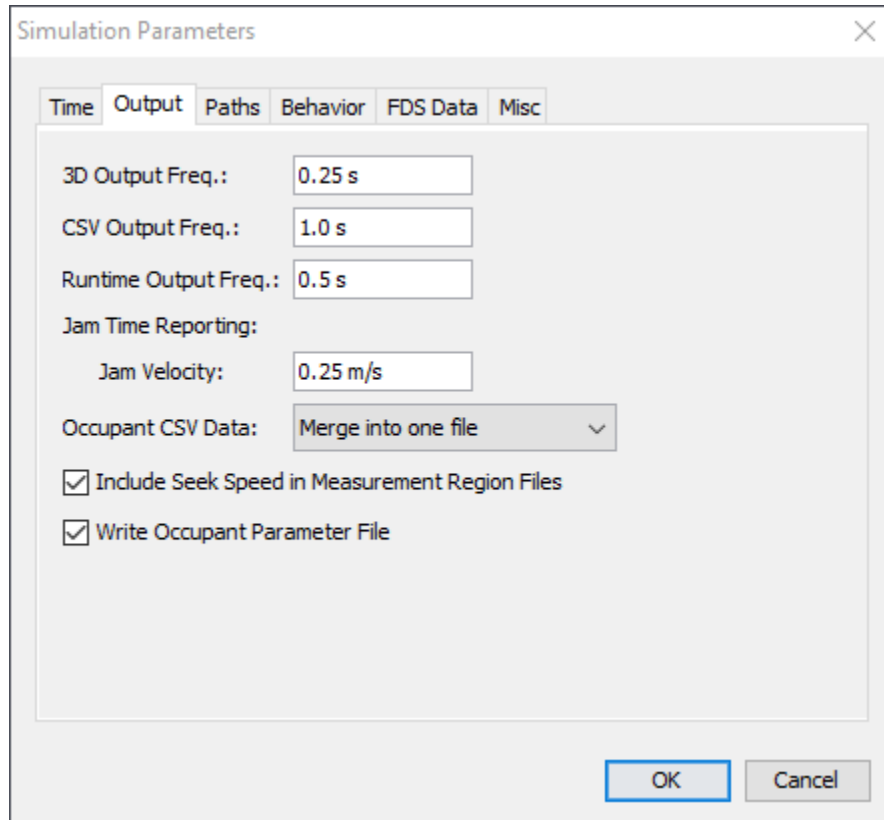 Simulation Parameters
Time Output Paths Behavior FDS Data Misc
3D Output Freq.: 0.25 s
CSV Output Freq.: 1.0 s
Runtime Output Freq.: 0.5 s
Jam Time Reporting:
Jam Velocity: 0.25 m/s
Occupant CSV Data: Merge into one file
Include Seek Speed in Measurement Region Files
Write Occupant Parameter File
OK Cancel